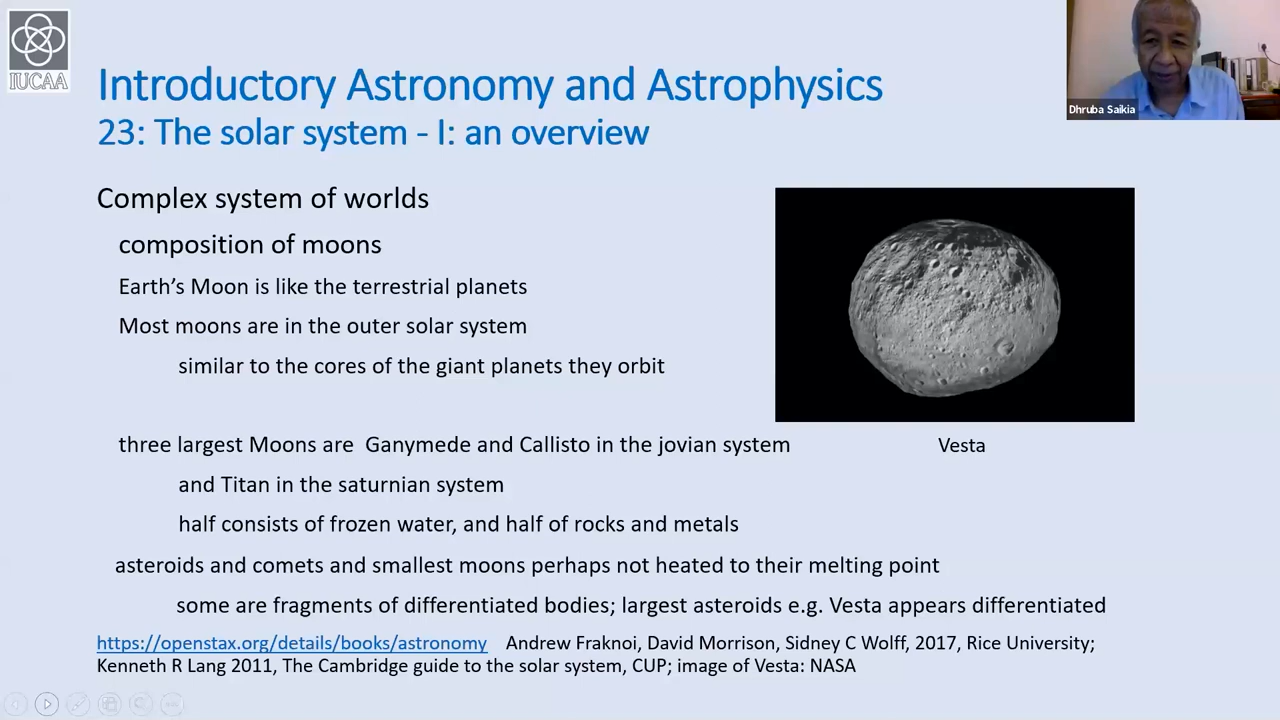 IUCAA
Introductory Astronomy and Astrophysics
23: The solar system - I: an overview
Dhruba Saikia
Complex system of worlds
composition of moons
Earth’s Moon is like the terrestrial planets
Most moons are in the outer solar system
similar to the cores of the giant planets they orbit
three largest Moons are  Ganymede and Callisto in the jovian system
Vesta
and Titan in the saturnian system
half consists of frozen water, and half of rocks and metals
asteroids and comets and smallest moons perhaps not heated to their melting point
some are fragments of differentiated bodies; largest asteroids e.g. Vesta appears differentiated
https://openstax.org/details/books/astronomy   Andrew Fraknoi, David Morrison, Sidney C Wolff, 2017, Rice University;
Kenneth R Lang 2011, The Cambridge guide to the solar system, CUP; image of Vesta: NASA